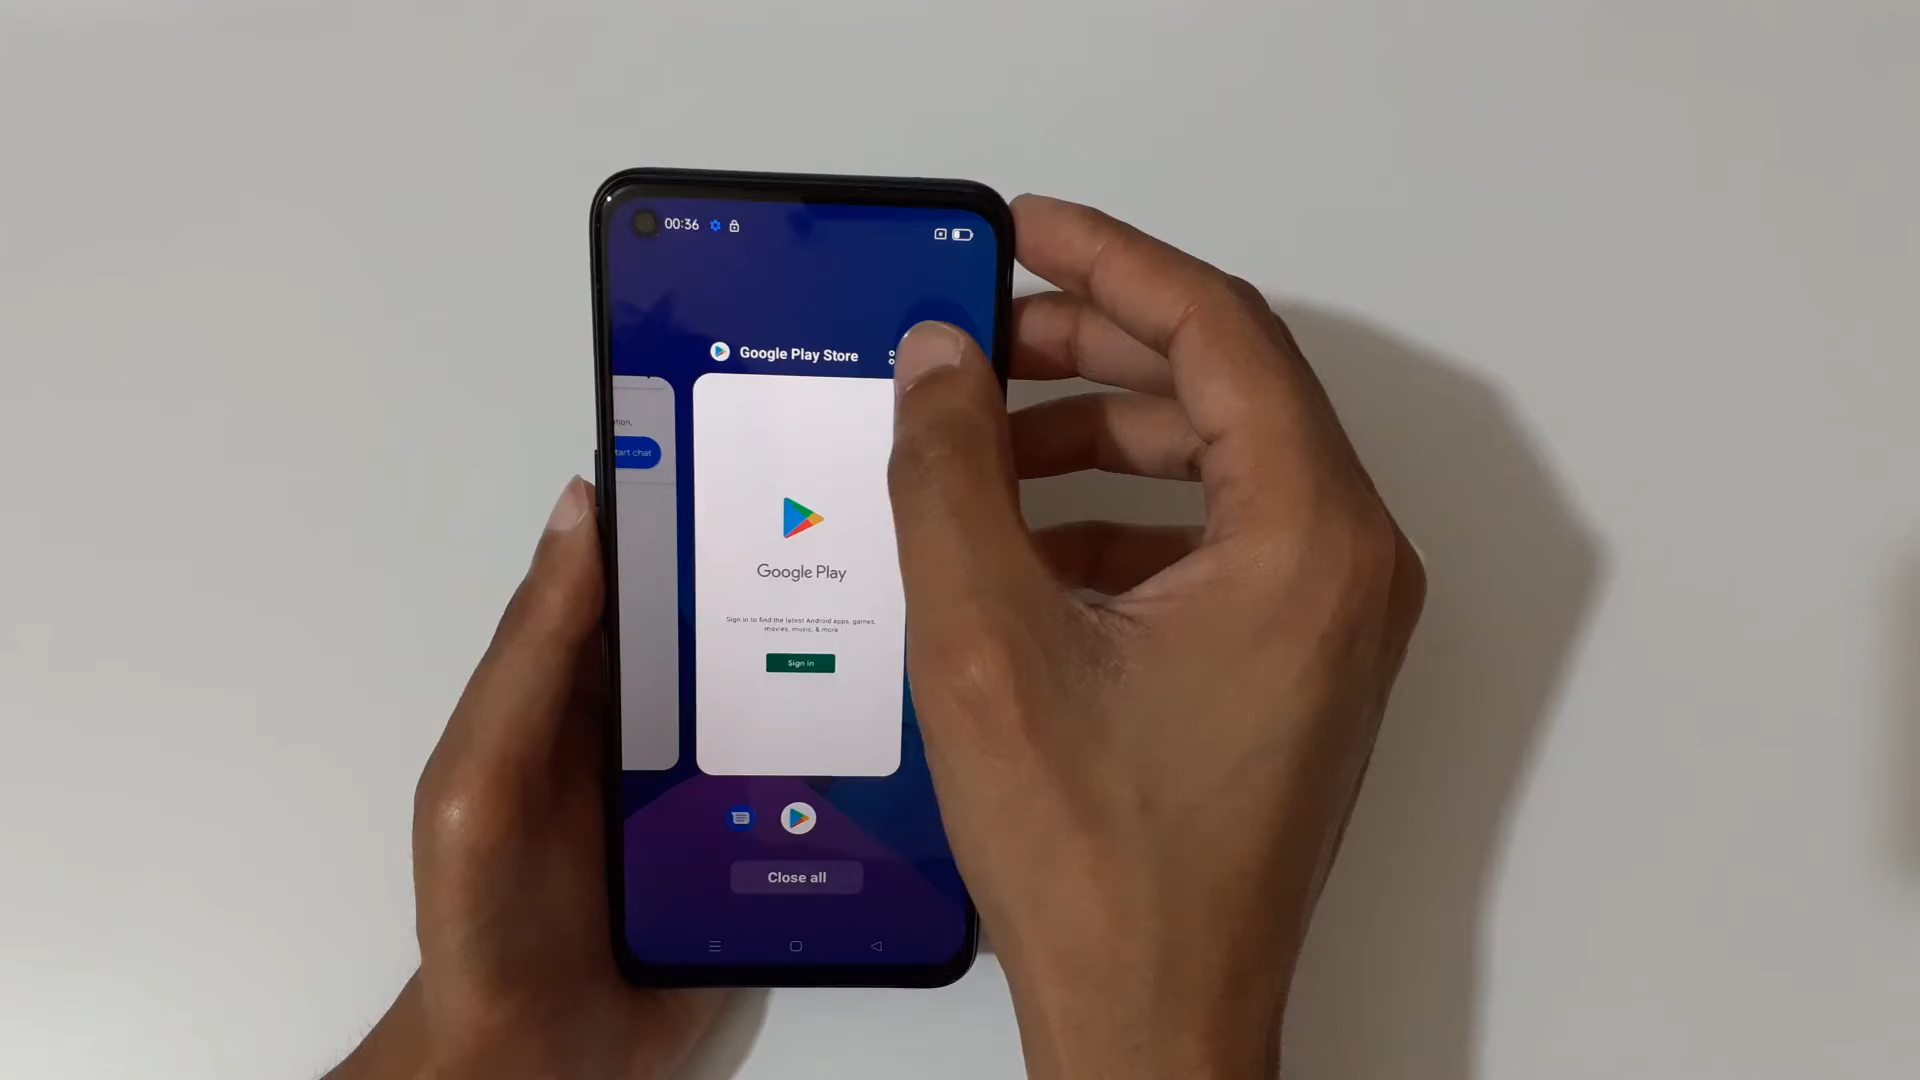 00:36
Google Play Store
tion,
tart chat
Google Play
Sign in to find the latest Android apps, games,
movies, music, & more
Sign in
Close all